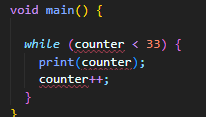 void main() {
while (counter < 33) {
print(counter);
counter++;
}
}